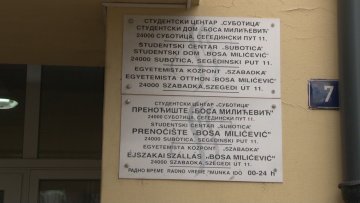 СТУДЕНТСКИ ЦЕНТАР „СУБОТИЦА"
СТУДЕНТСКИ ДОМ „БОСА МИЛИЋЕВИЋ"
24000 СУБОТИЦА, СЕГЕДИНСКИ ПУТ 11.
STUDENTSKI CENTAR „SUBOTICA"
STUDENTSKI DOM „BOSA MILIĆEVIĆ"
24000 SUBOTICA, SEGEDINSKI PUT 11.
EGYETEMISTA KÖZPONT „SZABADKA"
EGYETEMISTA OTTHON „BOSA MILIĆEVIĆ"
24000 SZABADKA, SZEGEDI ÚT 11.
СТУДЕНТСКИ ЦЕНТАР „СУБОТИЦА"
ПРЕНОЋИШТЕ „БОСА МИЛИЋЕВИЋ"
24000 СУБОТИЦА, СЕГЕДИНСКИ ПУТ 11.
STUDENTSKI CENTAR „SUBOTICA"
PRENOĆIŠTE „BOSA MILIĆEVIĆ"
24000 SUBOTICA, SEGEDINSKI PUT 11.
EGYETEMISTA KÖZPONT „SZABADKA"
ÉJSZAKAI SZÁLLÁS „BOSA MILIĆEVIĆ"
24000 SZABADKA, SZEGEDI ÚT 11.
РАДНО ВРЕМЕ RADNO VREME MUNKA IDŐ 00-24 h
7